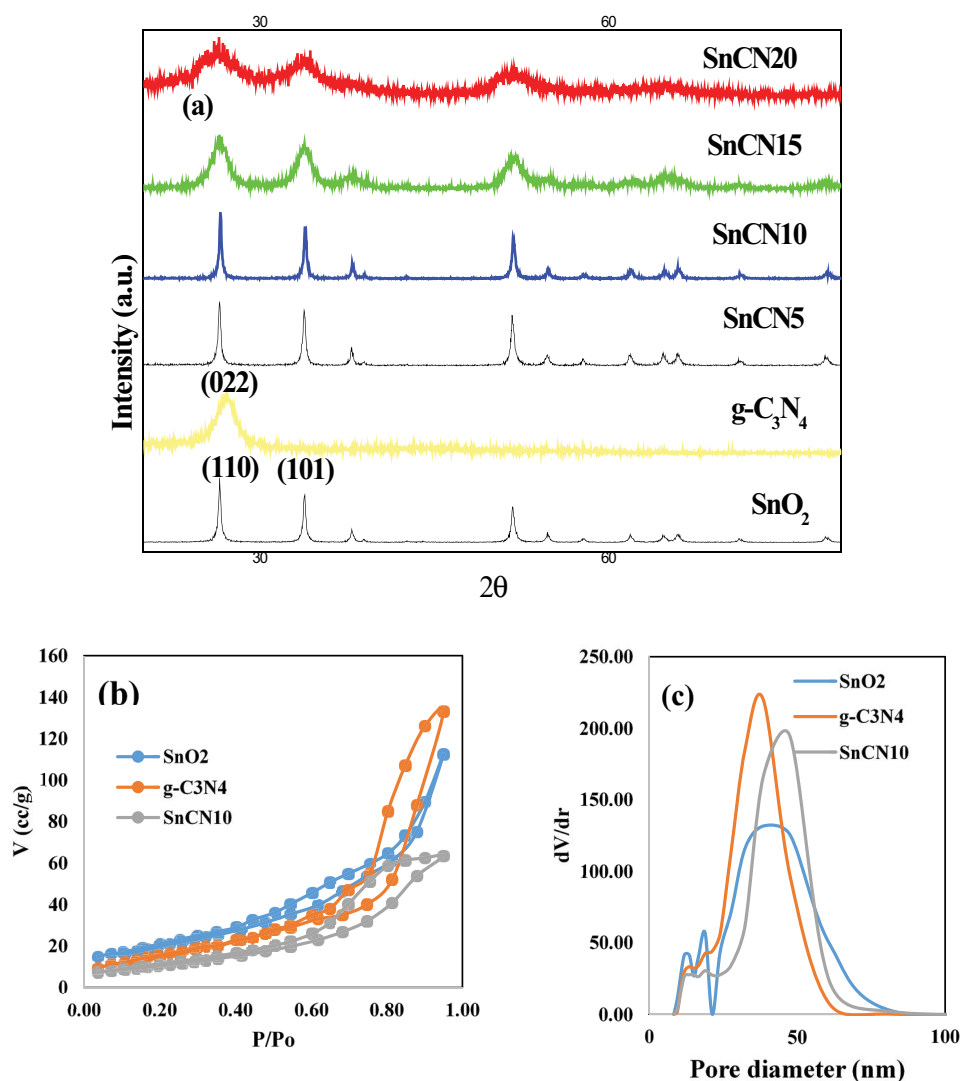 30 60
SnCN20
(a)
SnCN15
SnCN10
SnCN5
(022)
g-C₃N₄
(110) (101)
SnO₂
Intensity (a.u.)
30 60
2θ
160
140
120
100
80
60
40
20
0
V (cc/g)
(b)
SnO2
g-C3N4
SnCN10
0.00 0.20 0.40 0.60 0.80 1.00
P/Po
250.00
200.00
150.00
100.00
50.00
0.00
dV/dr
(c)
SnO2
g-C3N4
SnCN10
0 50 100
Pore diameter (nm)